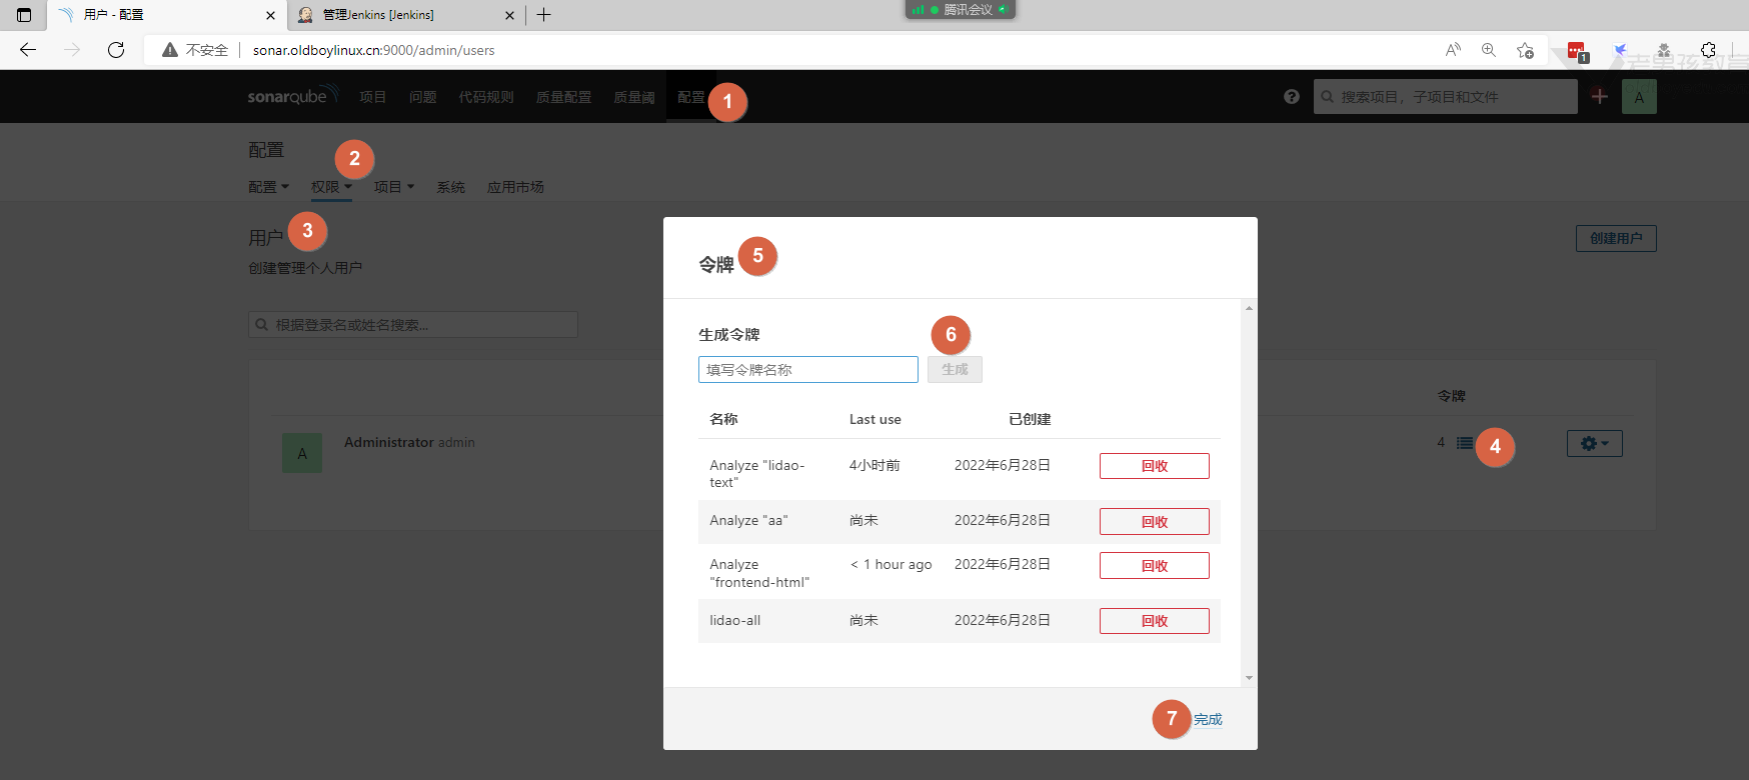 用户 - 配置
管理Jenkins [Jenkins]
腾讯会议
不安全
sonar.oldboylinux.cn:9000/admin/users
1
老男孩教育
sonarqube
项目
问题
代码规则
质量配置
质量阈
配置
1
搜索项目，子项目和文件
A
配置
2
配置
权限
项目
系统
应用市场
用户
3
创建用户
创建管理个人用户
根据登录名或姓名搜索...
令牌
A
Administrator admin
4
4
令牌
5
生成令牌
6
填写令牌名称
生成
名称
Last use
已创建
Analyze "lidao-text"
4小时前
2022年6月28日
回收
Analyze "aa"
尚未
2022年6月28日
回收
Analyze "frontend-html"
< 1 hour ago
2022年6月28日
回收
lidao-all
尚未
2022年6月28日
回收
7
完成